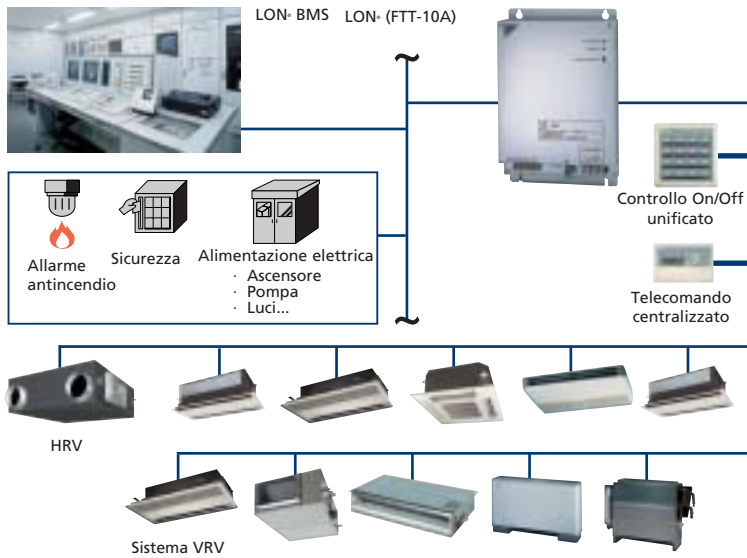 LON® BMS
LON® (FTT-10A)
Controllo On/Off
unificato
Allarme
antincendio
Sicurezza
Alimentazione elettrica
· Ascensore
· Pompa
· Luci...
Telecomando
centralizzato
HRV
Sistema VRV